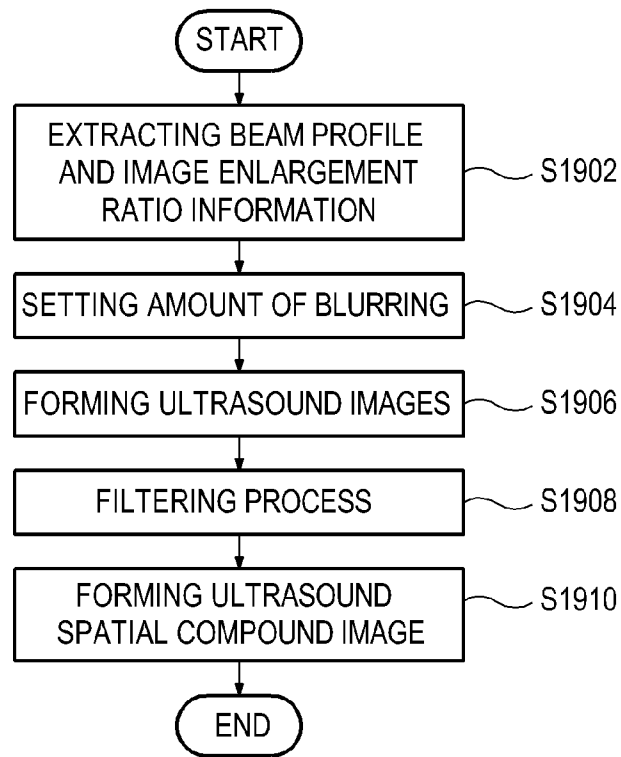 START
EXTRACTING BEAM PROFILE
AND IMAGE ENLARGEMENT
RATIO INFORMATION
S1902
SETTING AMOUNT OF BLURRING
S1904
FORMING ULTRASOUND IMAGES
S1906
FILTERING PROCESS
S1908
FORMING ULTRASOUND
SPATIAL COMPOUND IMAGE
S1910
END